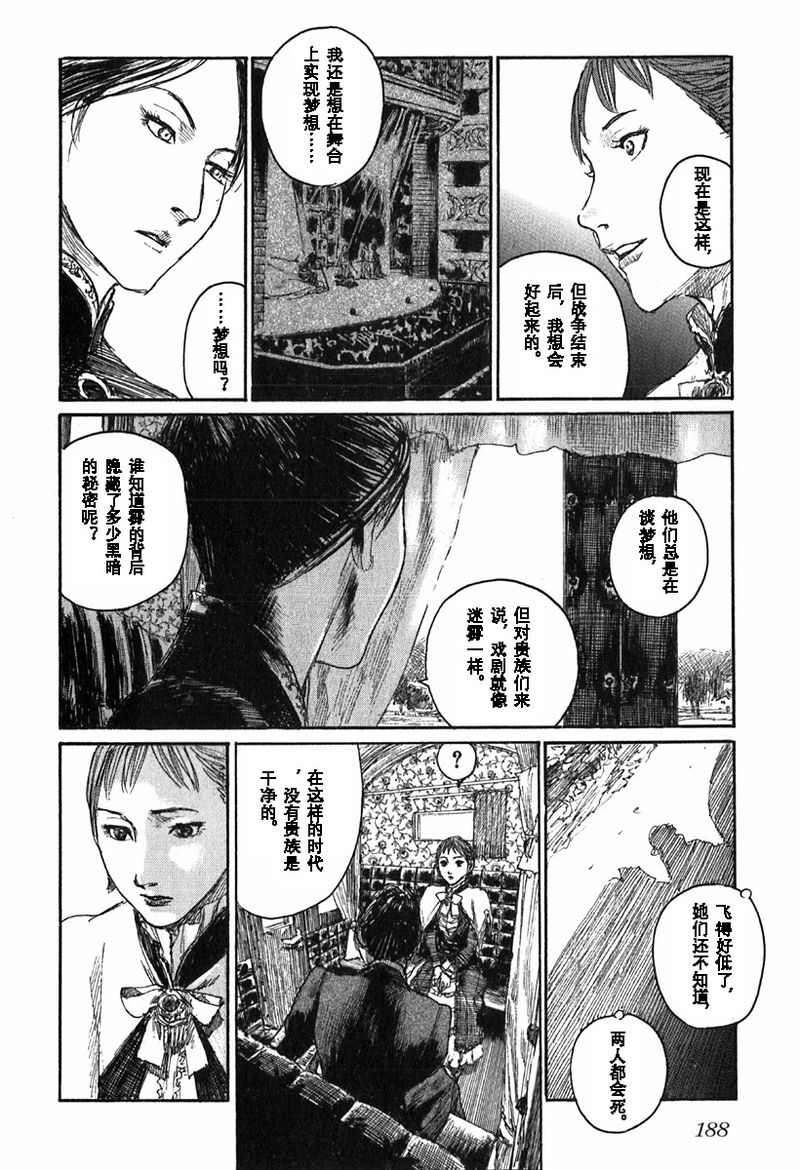 现在是这样，
但战争结束
后，我想会
好起来的。
我还是想在舞台
上实现梦想……
……梦
想吗？
他们总是在
谈梦想，
但对贵族们来
说，戏剧就像
迷雾一样。
谁知道雾的背后
隐藏了多少黑暗
的秘密呢？
飞得好低了，
她们还不知道，
两人都会
死。
？
在这样的时代
，没有贵族是
干净的。
188